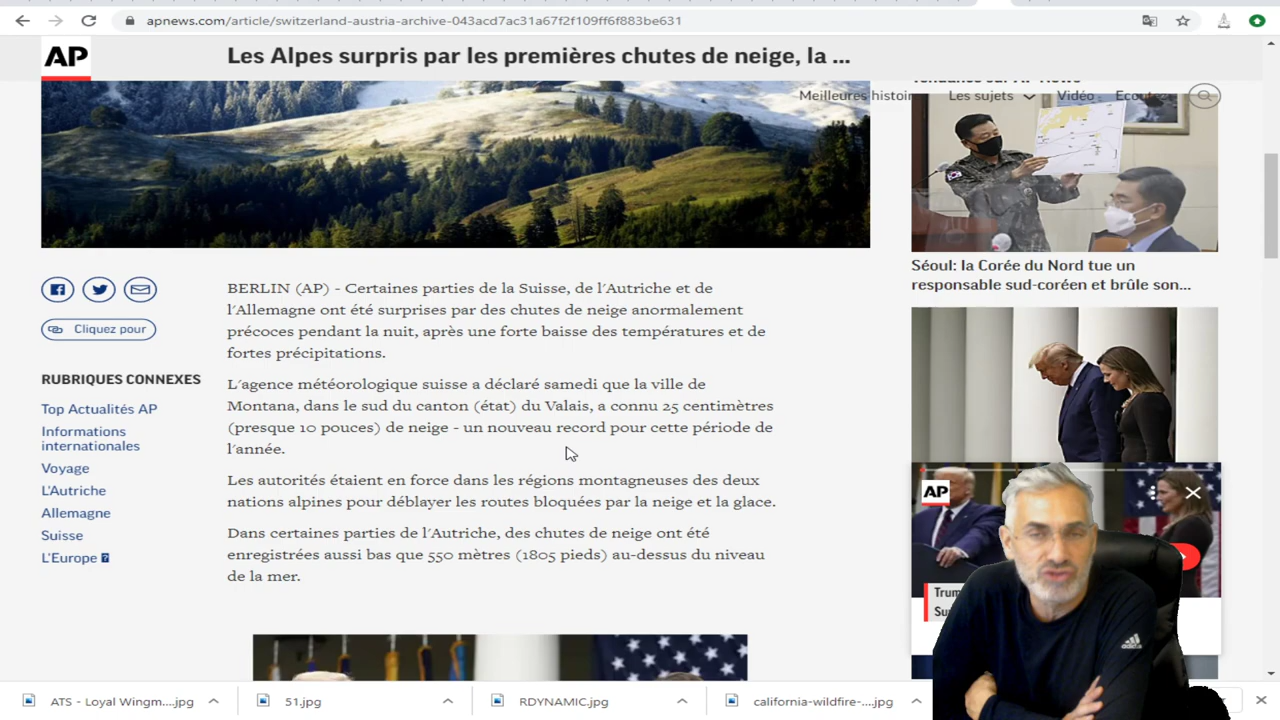 apnews.com/article/switzerland-austria-archive-043acd7ac31a67f2f109ff6f883be631
AP
Les Alpes surpris par les premières chutes de neige, la ...
Meilleures
Les sujets
Vidéo
BERLIN (AP) - Certaines parties de la Suisse, de l'Autriche et de
l'Allemagne ont été surprises par des chutes de neige anormalement
précoces pendant la nuit, après une forte baisse des températures et de
fortes précipitations.
L'agence météorologique suisse a déclaré samedi que la ville de
Montana, dans le sud du canton (état) du Valais, a connu 25 centimètres
(presque 10 pouces) de neige - un nouveau record pour cette période de
l'année.
Les autorités étaient en force dans les régions montagneuses des deux
nations alpines pour déblayer les routes bloquées par la neige et la glace.
Dans certaines parties de l'Autriche, des chutes de neige ont été
enregistrées aussi bas que 550 mètres (1805 pieds) au-dessus du niveau
de la mer.
Cliquez pour
RUBRIQUES CONNEXES
Top Actualités AP
Informations
internationales
Voyage
L'Autriche
Allemagne
Suisse
L'Europe
Séoul: la Corée du Nord tue un
responsable sud-coréen et brûle son...
AP
ATS - Loyal Wingm....jpg
51.jpg
RDYNAMIC.jpg
california-wildfire-....jpg
adidas